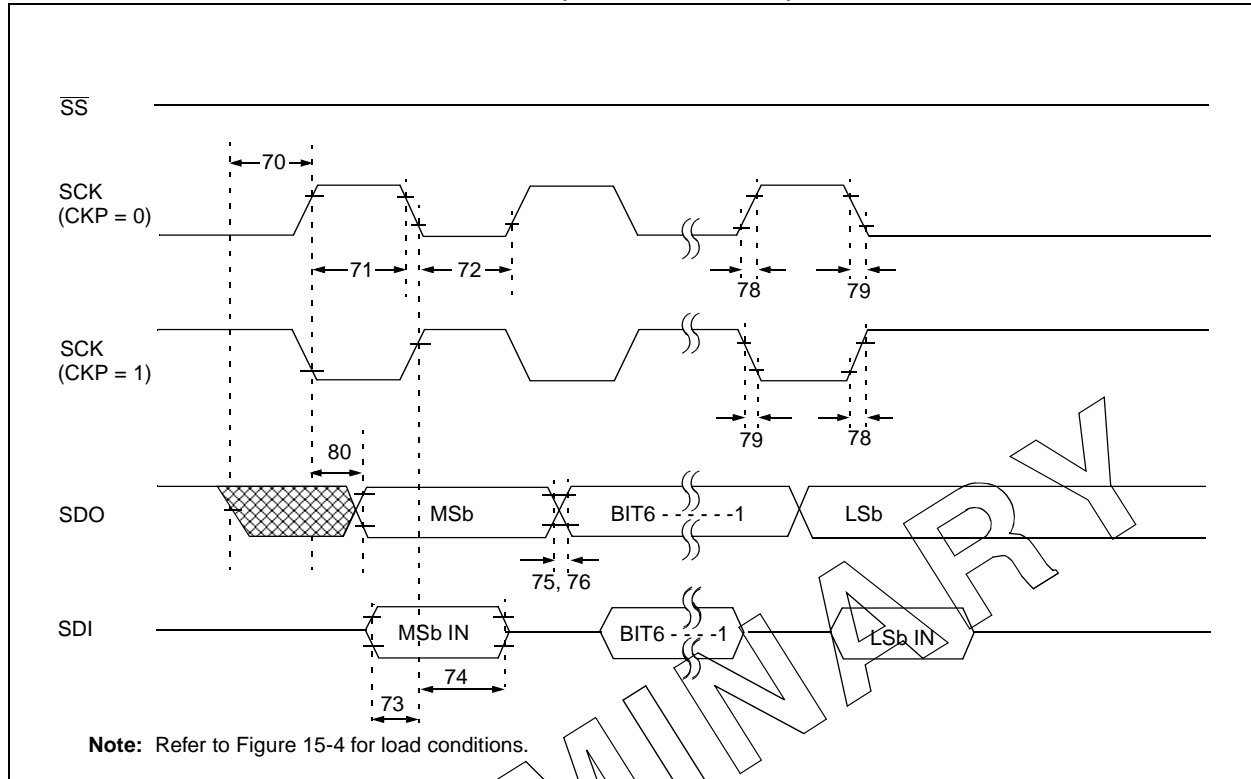 SS
70
SCK
(CKP = 0)
71
72
78
79
SCK
(CKP = 1)
79
78
80
SDO
MSb
BIT6 - - - - - -1
LSb
75, 76
SDI
MSb IN
BIT6 - - - - -1
LSb IN
74
73
Note: Refer to Figure 15-4 for load conditions.
MINARY